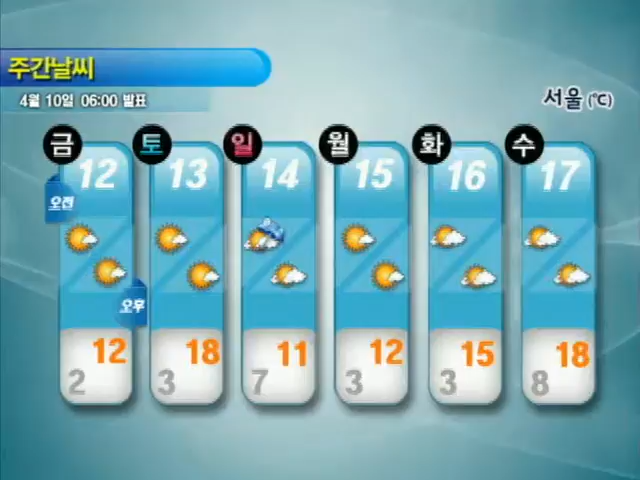 주간날씨
4월 10일 06:00 발표
서울 (℃)
금 토 일 월 화 수
12 13 14 15 16 17
오전
오후
12 18 11 12 15 18
2 3 7 3 3 8